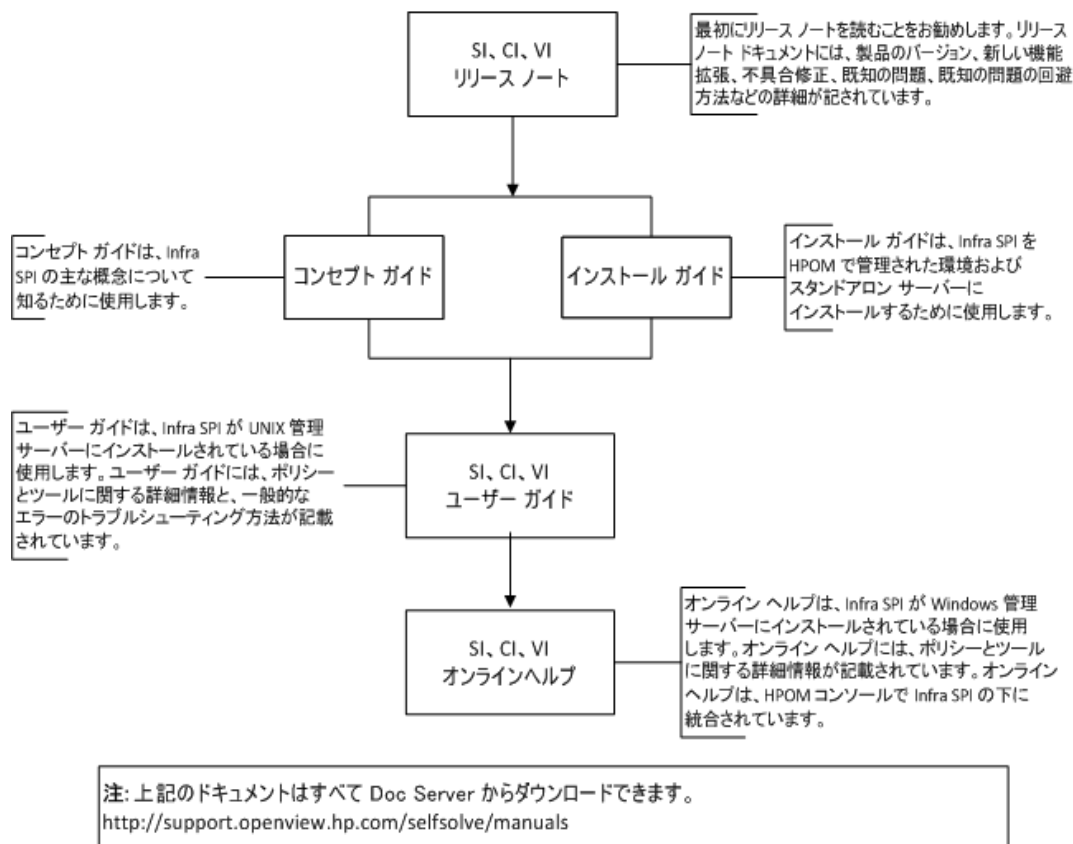 SI、CI、VI
リリース ノート
最初にリリース ノートを読むことをお勧めします。リリース
ノート ドキュメントには、製品のバージョン、新しい機能
拡張、不具合修正、既知の問題、既知の問題の回避
方法などの詳細が記されています。
コンセプト ガイドは、Infra
SPI の主な概念について
知るために使用します。
コンセプト ガイド
インストール ガイド
インストール ガイドは、Infra SPI を
HPOM で管理された環境および
スタンドアロン サーバーに
インストールするために使用します。
ユーザー ガイドは、Infra SPI が UNIX 管理
サーバーにインストールされている場合に
使用します。ユーザー ガイドには、ポリシー
とツールに関する詳細情報と、一般的な
エラーのトラブルシューティング方法が記載
されています。
SI、CI、VI
ユーザー ガイド
SI、CI、VI
オンラインヘルプ
オンライン ヘルプは、Infra SPI が Windows 管理
サーバーにインストールされている場合に使用
します。オンライン ヘルプには、ポリシーとツール
に関する詳細情報が記載されています。オンライン
ヘルプは、HPOM コンソールで Infra SPI の下に
統合されています。
注: 上記のドキュメントはすべて Doc Server からダウンロードできます。
http://support.openview.hp.com/selfsolve/manuals